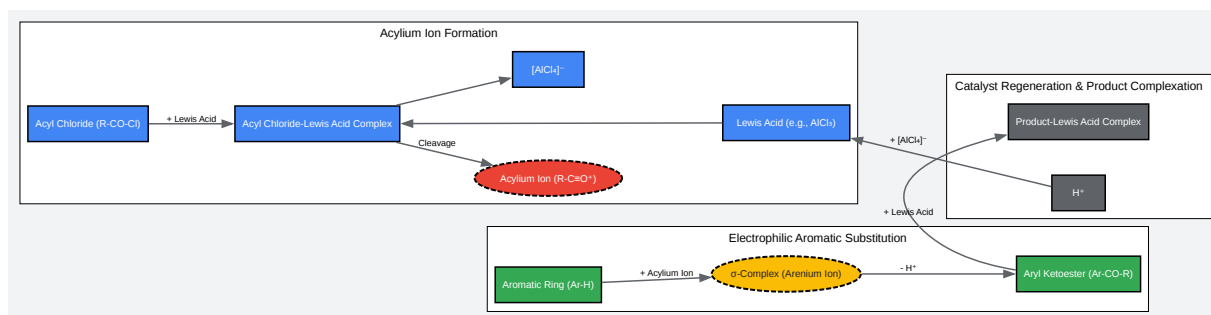 Acylium Ion Formation
[AlCl₄]⁻
Acyl Chloride (R-CO-Cl)
+ Lewis Acid
Acyl Chloride-Lewis Acid Complex
Lewis Acid (e.g., AlCl₃)
Cleavage
Acylium Ion (R-C≡O⁺)
Catalyst Regeneration & Product Complexation
Product-Lewis Acid Complex
+ [AlCl₄]⁻
H⁺
+ Lewis Acid
Electrophilic Aromatic Substitution
Aromatic Ring (Ar-H)
+ Acylium Ion
σ-Complex (Arenium Ion)
- H⁺
Aryl Ketoester (Ar-CO-R)